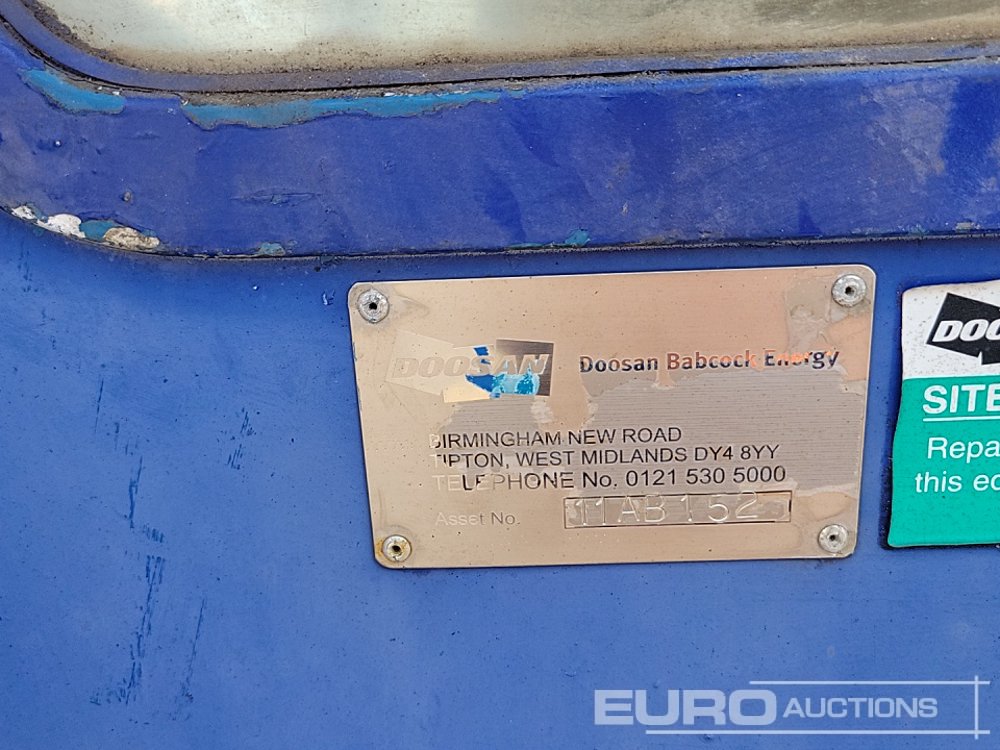 DOOSAN Doosan Babcock Energy
BIRMINGHAM NEW ROAD
TIPTON, WEST MIDLANDS DY4 8YY
TELEPHONE No. 0121 530 5000
Asset No. 11AB152
DOO
SITE
Repa
this
EURO AUCTIONS